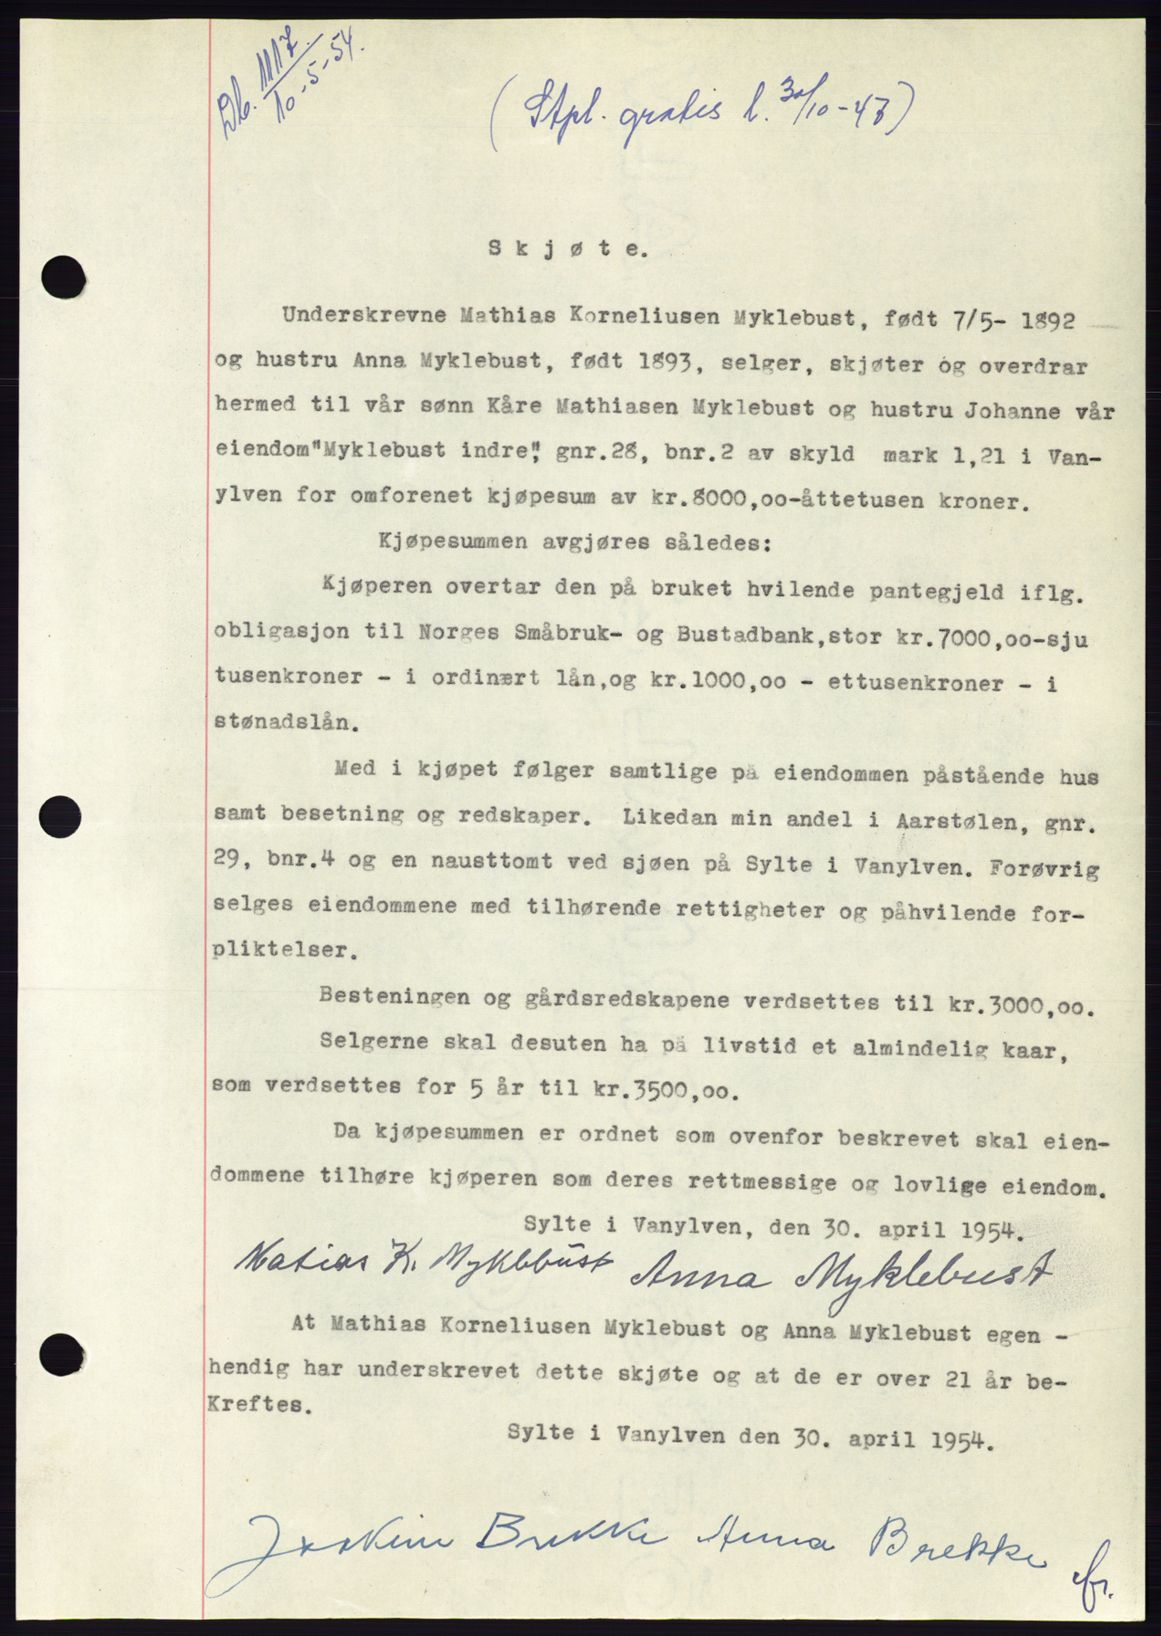 Db. 1117
10-5-54.
(Stpl. gratis l. 30/10-47)
Skjøte.
Underskrevne Mathias Korneliusen Myklebust, født 7/5- 1892
og hustru Anna Myklebust, født 1893, selger, skjøter og overdrar
hermed til vår sønn Kåre Mathiasen Myklebust og hustru Johanne vår
eiendom"Myklebust indre", gnr.28, bnr.2 av skyld mark 1,21 i Van-
ylven for omforenet kjøpesum av kr.8000,oo-åttetusen kroner.
Kjøpesummen avgjøres således:
Kjøperen overtar den på bruket hvilende pantegjeld iflg.
obligasjon til Norges Småbruk- og Bustadbank,stor kr.7000,oo-sju
tusenkroner - i ordinært lån,og kr.1000,oo - ettusenkroner - i
stønadslån.
Med i kjøpet følger samtlige på eiendommen påstående hus
samt besetning og redskaper. Likedan min andel i Aarstølen, gnr.
29, bnr.4 og en nausttomt ved sjøen på Sylte i Vanylven. Forøvrig
selges eiendommene med tilhørende rettigheter og påhvilende for-
pliktelser.
Besteningen og gårdsredskapene verdsettes til kr.3000,oo.
Selgerne skal desuten ha på livstid et almindelig kaar,
som verdsettes for 5 år til kr.3500,oo.
Da kjøpesummen er ordnet som ovenfor beskrevet skal eien-
dommene tilhøre kjøperen som deres rettmessige og lovlige eiendom.
Sylte i Vanylven, den 30. april 1954.
Matias K. Myklebust Anna Myklebust
At Mathias Korneliusen Myklebust og Anna Myklebust egen -
hendig har underskrevet dette skjøte og at de er over 21 år be-
Kreftes.
Sylte i Vanylven den 30. april 1954.
Joakim Brekke Anna Brekke